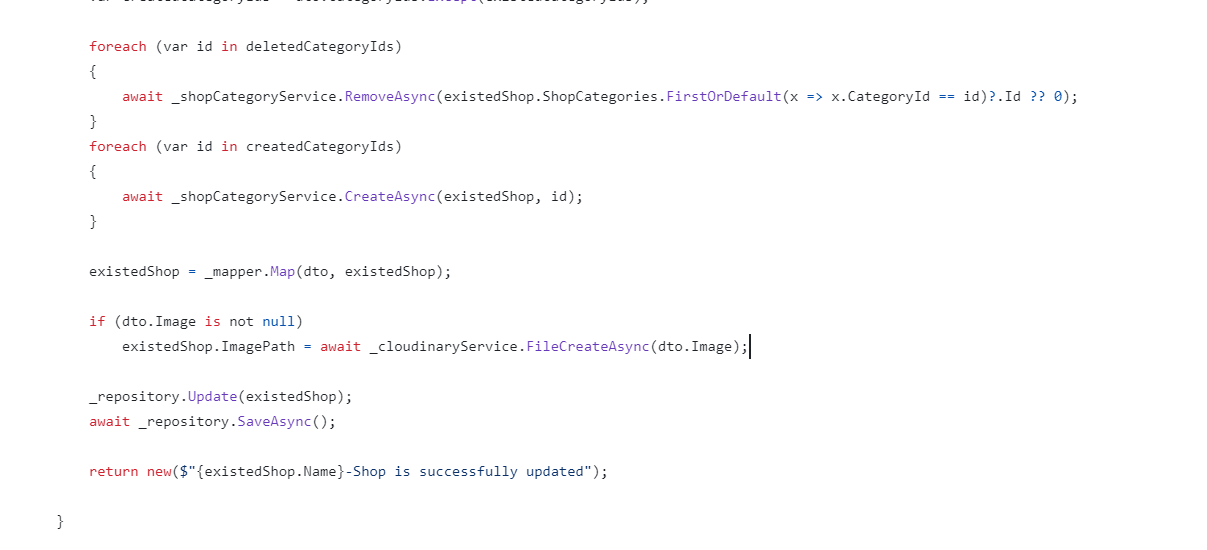 foreach (var id in deletedCategoryIds)
{
await _shopCategoryService.RemoveAsync(existedShop.ShopCategories.FirstOrDefault(x => x.CategoryId == id)?.Id ?? 0);
}
foreach (var id in createdCategoryIds)
{
await _shopCategoryService.CreateAsync(existedShop, id);
}
existedShop = _mapper.Map(dto, existedShop);
if (dto.Image is not null)
existedShop.ImagePath = await _cloudinaryService.FileCreateAsync(dto.Image);
_repository.Update(existedShop);
await _repository.SaveAsync();
return new($"{existedShop.Name}-Shop is successfully updated");
}